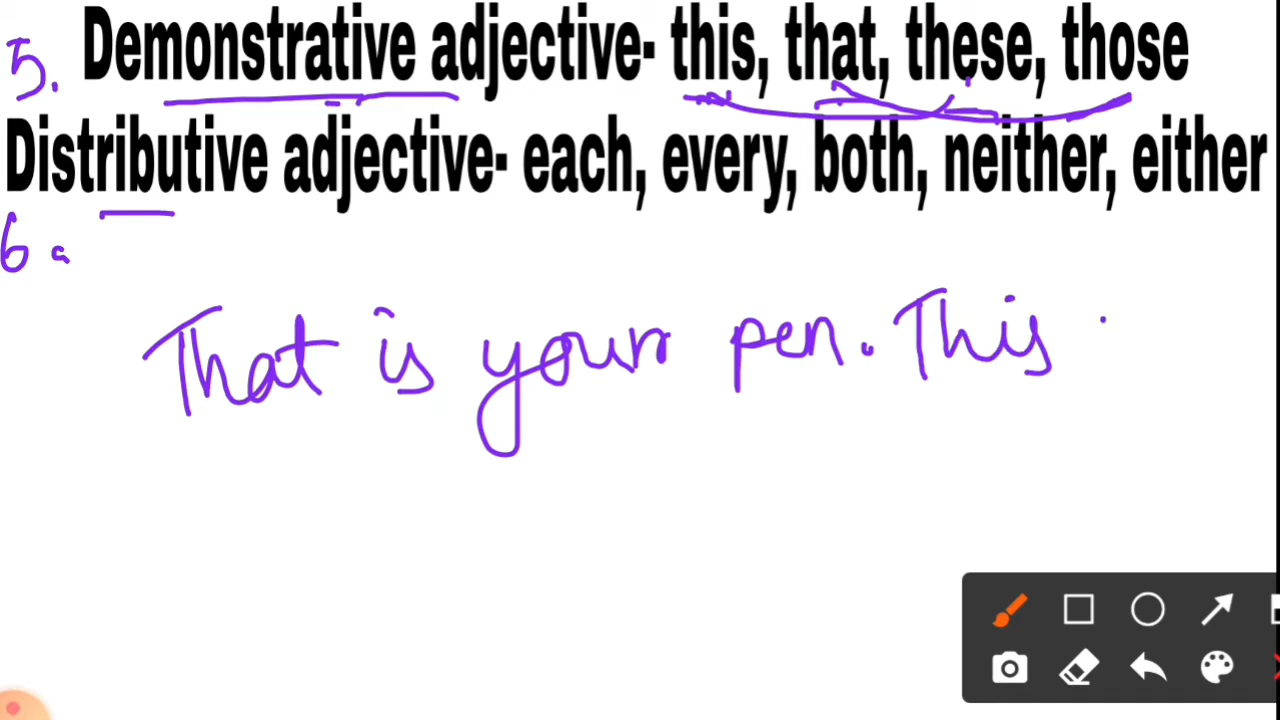 5. Demonstrative adjective- this, that, these, those
Distributive adjective- each, every, both, neither, either
6.
That is your pen. This